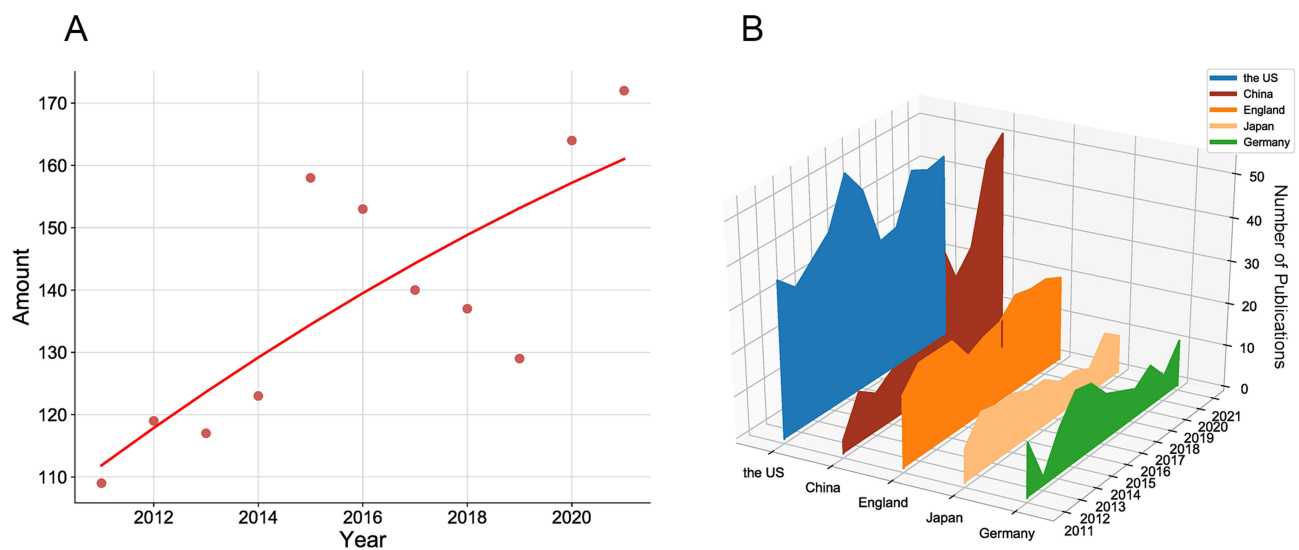 A
170
160
150
140
130
120
110
Amount
2012
2014
2016
2018
2020
Year
B
the US
China
England
Japan
Germany
50
40
30
20
10
0
Number of Publications
the US
China
England
Japan
Germany
2011
2012
2013
2014
2015
2016
2017
2018
2019
2020
2021